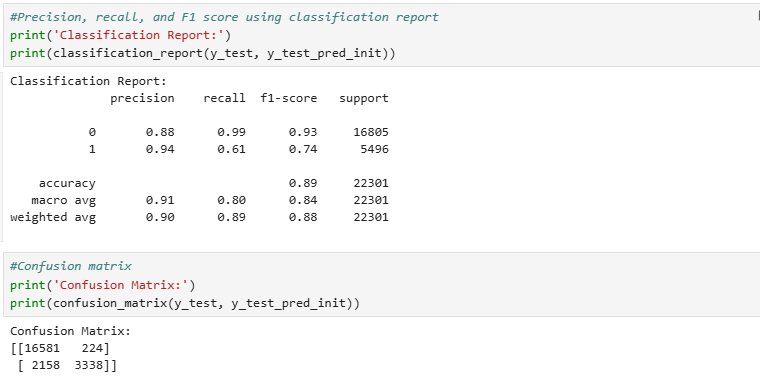 #Precision, recall, and F1 score using classification report
print('Classification Report:')
print(classification_report(y_test, y_test_pred_init))
Classification Report:
              precision    recall  f1-score   support

           0       0.88      0.99      0.93     16805
           1       0.94      0.61      0.74      5496

    accuracy                           0.89     22301
   macro avg       0.91      0.80      0.84     22301
weighted avg       0.90      0.89      0.88     22301

#Confusion matrix
print('Confusion Matrix:')
print(confusion_matrix(y_test, y_test_pred_init))
Confusion Matrix:
[[16581   224]
 [ 2158  3338]]